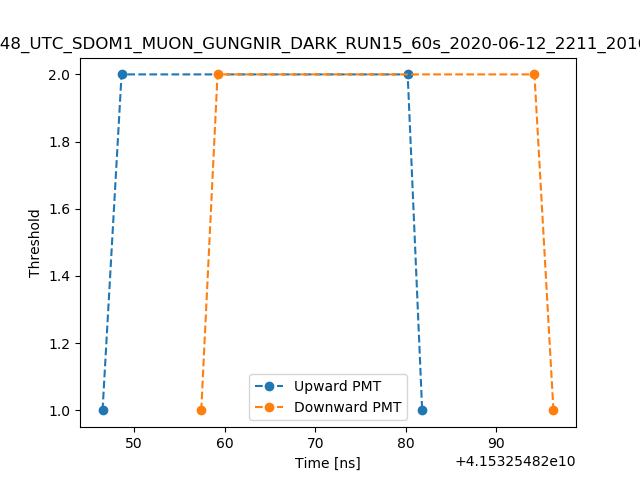 48_UTC_SDOM1_MUON_GUNGNIR_DARK_RUN15_60s_2020-06-12_2211_2016
2.0
1.8
1.6
1.4
1.2
1.0
Threshold
Upward PMT
Downward PMT
50 60 70 80 90
Time [ns]
+4.15325482e10